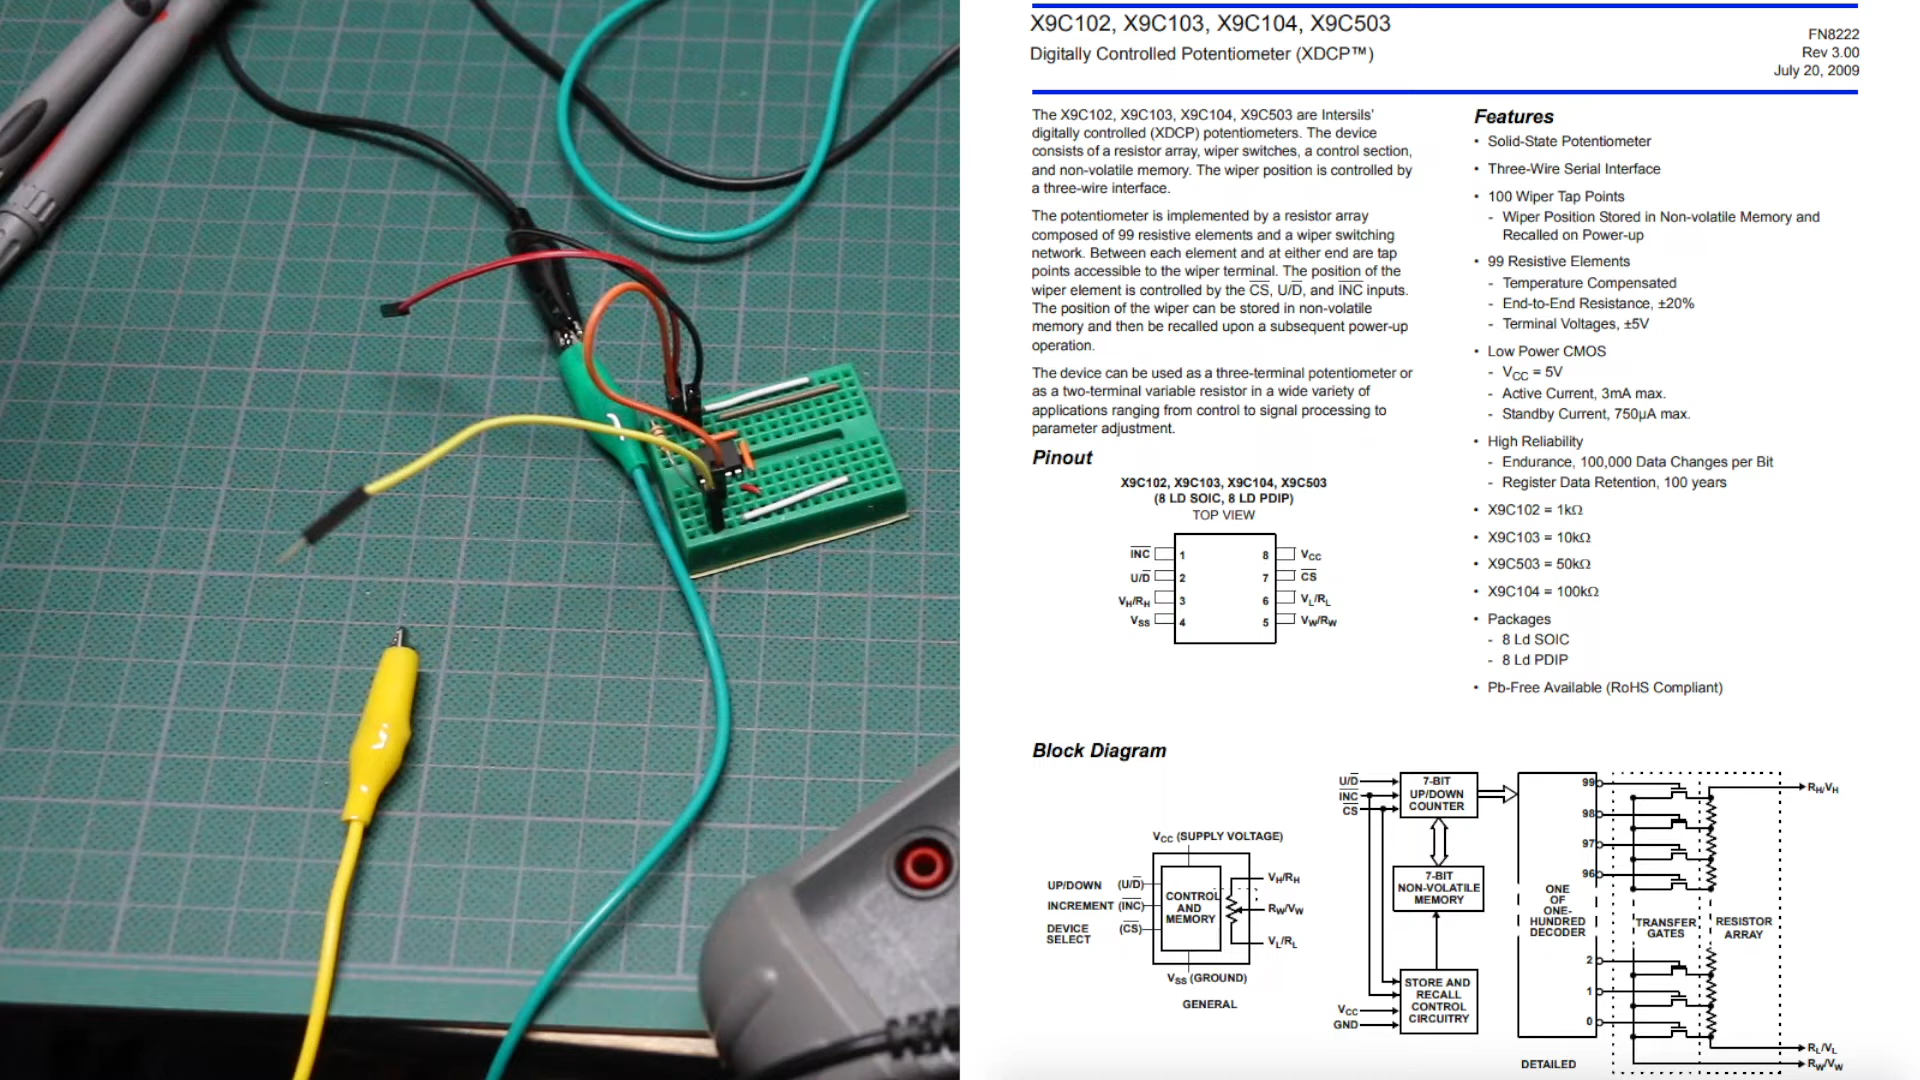 X9C102, X9C103, X9C104, X9C503
Digitally Controlled Potentiometer (XDCP™)
FN8222
Rev 3.00
July 20, 2009
The X9C102, X9C103, X9C104, X9C503 are Intersils'
digitally controlled (XDCP) potentiometers. The device
consists of a resistor array, wiper switches, a control section,
and non-volatile memory. The wiper position is controlled by
a three-wire interface.
The potentiometer is implemented by a resistor array
composed of 99 resistive elements and a wiper switching
network. Between each element and at either end are tap
points accessible to the wiper terminal. The position of the
wiper element is controlled by the CS, U/D, and INC inputs.
The position of the wiper can be stored in non-volatile
memory and then be recalled upon a subsequent power-up
operation.
The device can be used as a three-terminal potentiometer or
as a two-terminal variable resistor in a wide variety of
applications ranging from control to signal processing to
parameter adjustment.
Pinout
X9C102, X9C103, X9C104, X9C503
(8 LD SOIC, 8 LD PDIP)
TOP VIEW
INC 1 8 VCC
U/D 2 7 CS
VH/RH 3 6 VL/RL
VSS 4 5 VW/RW
Features
• Solid-State Potentiometer
• Three-Wire Serial Interface
• 100 Wiper Tap Points
- Wiper Position Stored in Non-volatile Memory and
Recalled on Power-up
• 99 Resistive Elements
- Temperature Compensated
- End-to-End Resistance, ±20%
- Terminal Voltages, ±5V
• Low Power CMOS
- VCC = 5V
- Active Current, 3mA max.
- Standby Current, 750µA max.
• High Reliability
- Endurance, 100,000 Data Changes per Bit
- Register Data Retention, 100 years
• X9C102 = 1kΩ
• X9C103 = 10kΩ
• X9C503 = 50kΩ
• X9C104 = 100kΩ
• Packages
- 8 Ld SOIC
- 8 Ld PDIP
• Pb-Free Available (RoHS Compliant)
Block Diagram
VCC (SUPPLY VOLTAGE)
UP/DOWN (U/D)
INCREMENT (INC)
DEVICE
SELECT
(CS)
CONTROL
AND
MEMORY
VH/RH
RW/VW
VL/RL
VSS (GROUND)
GENERAL
U/D
INC
CS
7-BIT
UP/DOWN
COUNTER
7-BIT
NON-VOLATILE
MEMORY
STORE AND
RECALL
CONTROL
CIRCUITRY
VCC
GND
ONE
OF
ONE-
HUNDRED
DECODER
99
98
97
96
2
1
0
TRANSFER
GATES
RESISTOR
ARRAY
RH/VH
RL/VL
RW/VW
DETAILED